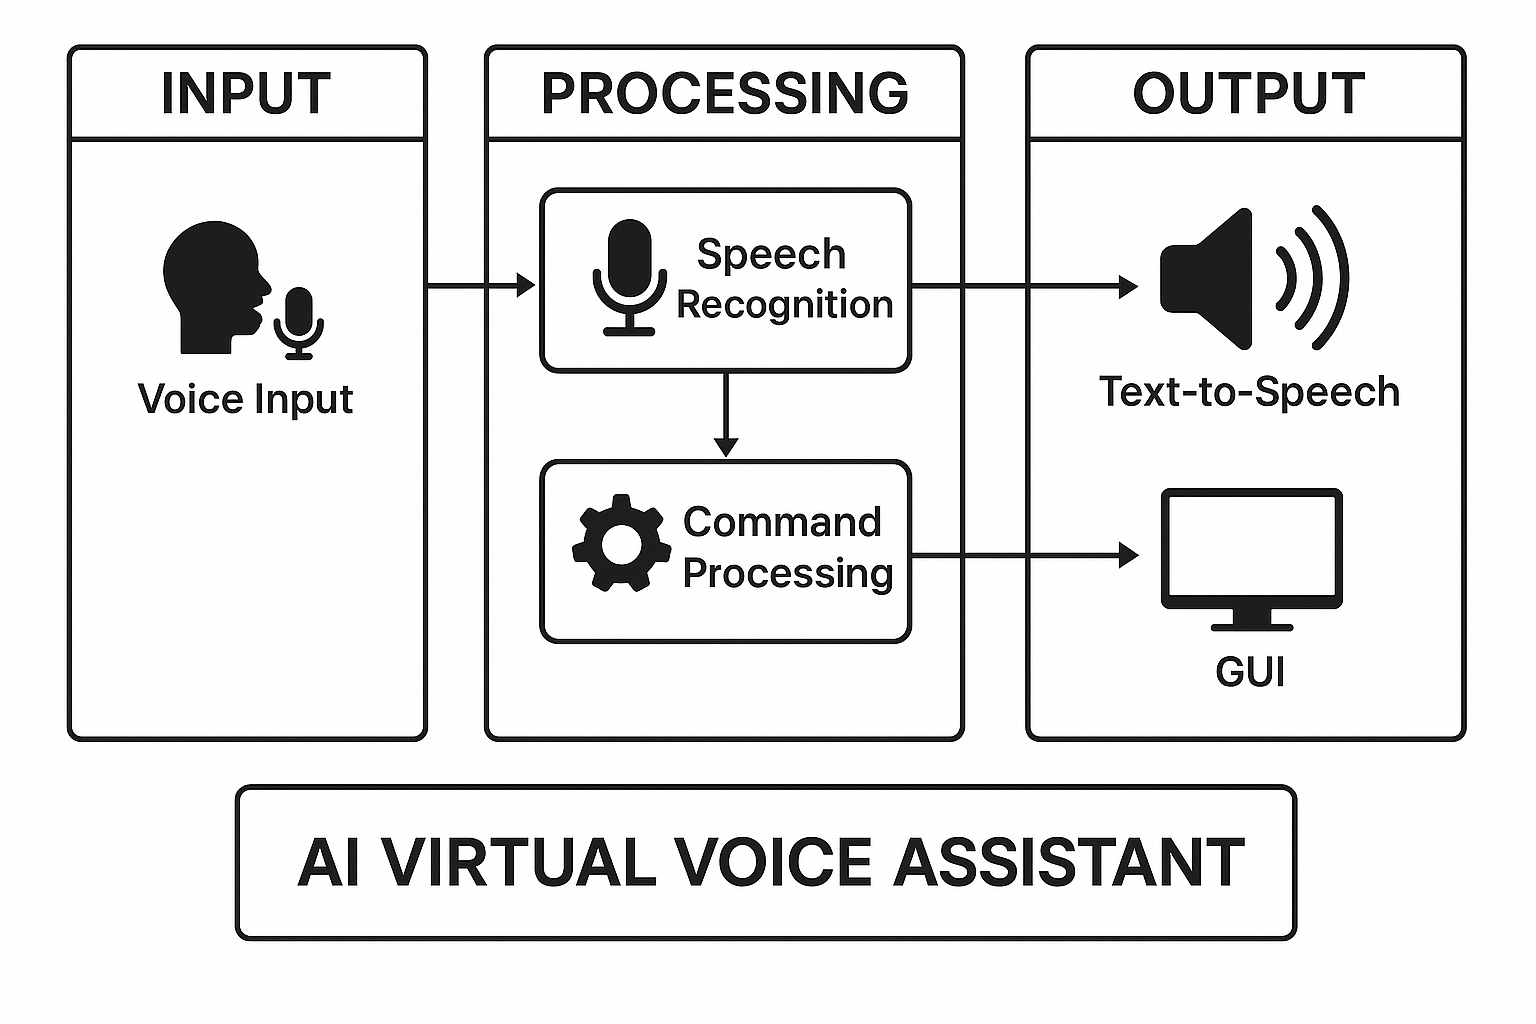 INPUT
Voice Input
PROCESSING
Speech
Recognition
Command
Processing
OUTPUT
Text-to-Speech
GUI
AI VIRTUAL VOICE ASSISTANT